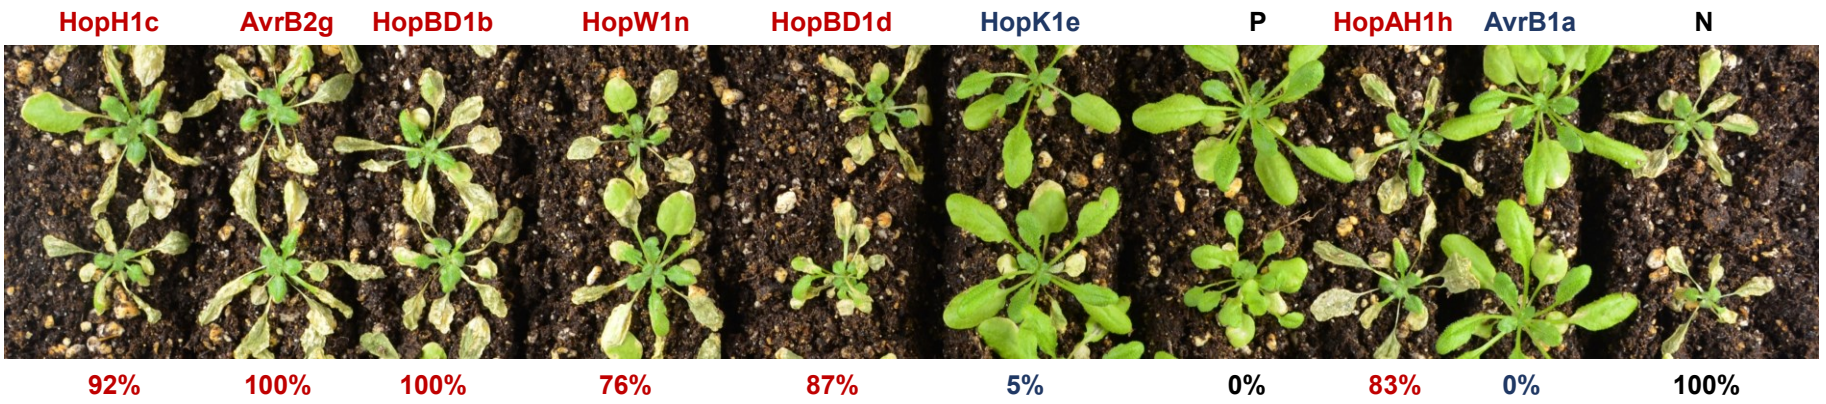 HopH1c AvrB2g HopBD1b HopW1n HopBD1d HopK1e P HopAH1h AvrB1a N
92% 100% 100% 76% 87% 5% 0% 83% 0% 100%